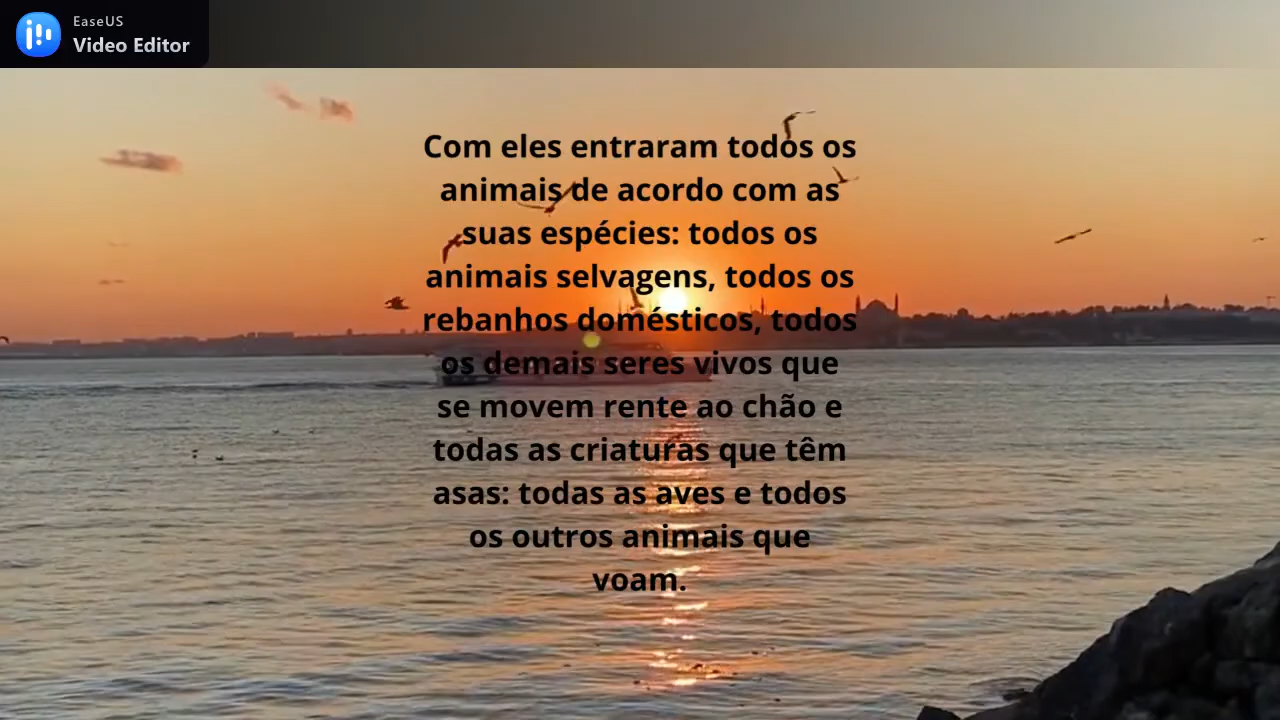 EaseUS
Video Editor
Com eles entraram todos os
animais de acordo com as
suas espécies: todos os
animais selvagens, todos os
rebanhos domésticos, todos
os demais seres vivos que
se movem rente ao chão e
todas as criaturas que têm
asas: todas as aves e todos
os outros animais que
voam.